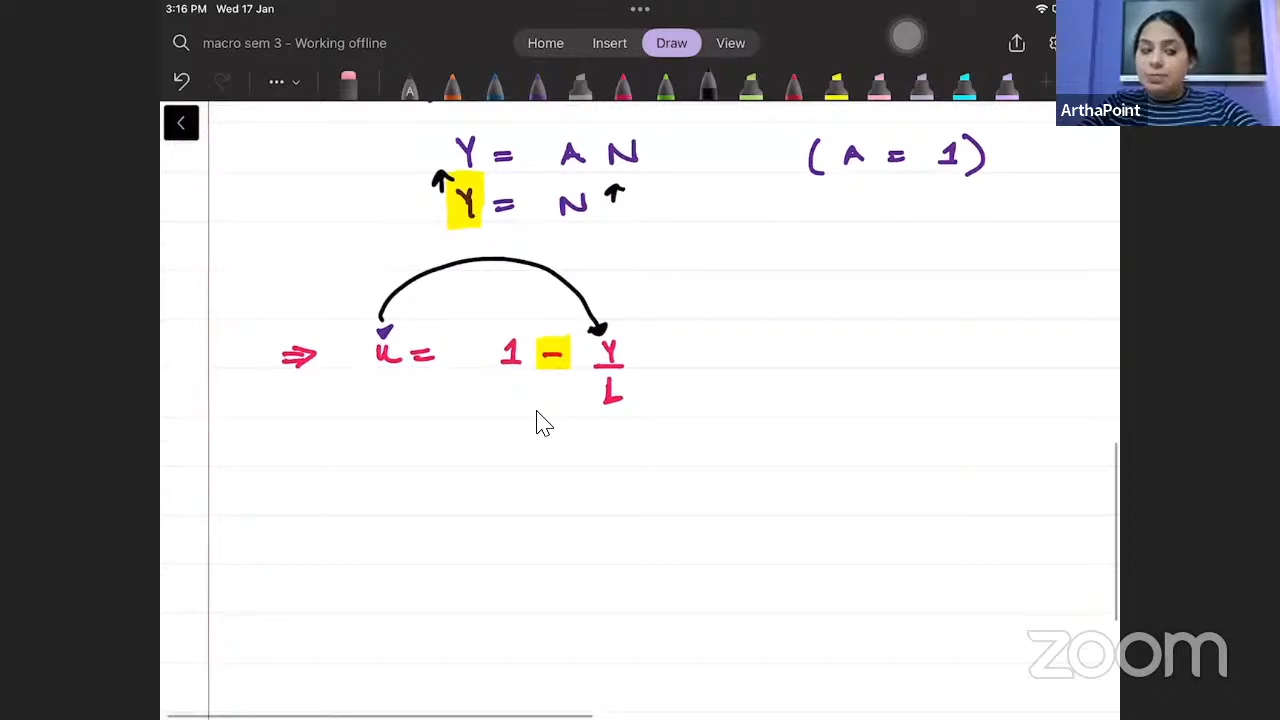 3:16 PM Wed 17 Jan
macro sem 3 - Working offline
Home Insert Draw View
A
ArthaPoint
Y = A N (A = 1)
↑ Y = N ↑
⇒ u = 1 - Y/L
zoom